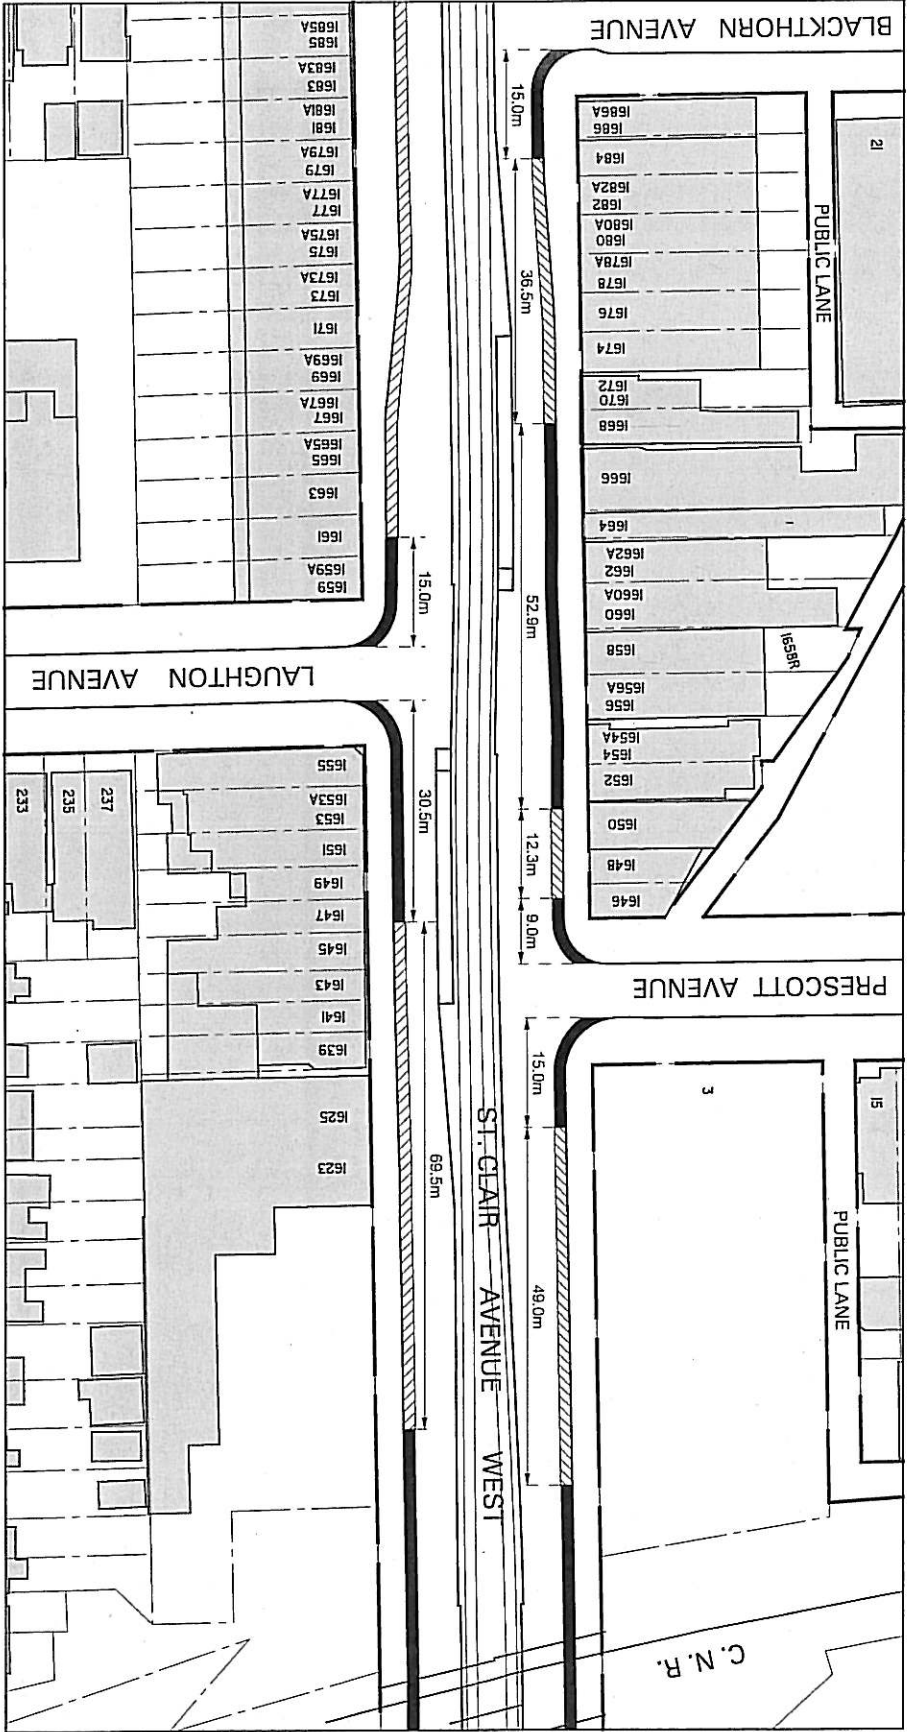 BLACKTHORN AVENUE
21
PUBLIC LANE
1686A
1686
1684
1682A
1682
1680A
1680
1678A
1678
1676
1674
1672
1670
1668
1666
1664
1662A
1662
1660A
1660
1658
1658R
1656A
1656
1654A
1654
1652
1650
1648
1646
PRESCOTT AVENUE
3
15
PUBLIC LANE
C.N.R.
15.0m
36.5m
52.9m
12.3m
9.0m
15.0m
49.0m
ST. CLAIR AVENUE WEST
15.0m
30.5m
69.5m
1685A
1685
1683A
1683
1681A
1681
1679A
1679
1677A
1677
1675A
1675
1673A
1673
1671
1669A
1669
1667A
1667
1665A
1665
1663
1661
1659A
1659
LAUGHTON AVENUE
1655
1653A
1653
1651
1649
1647
1645
1643
1641
1639
1625
1623
237
235
233